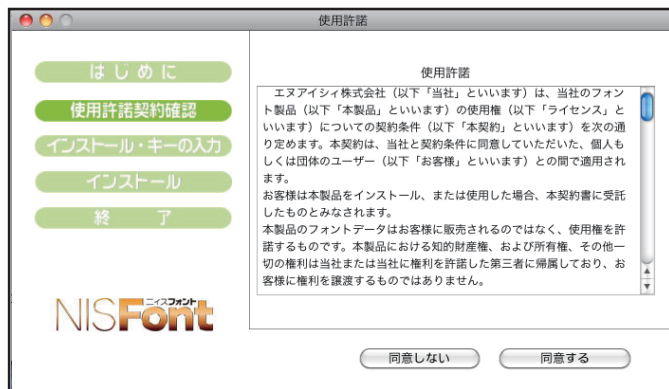 使用許諾
はじめに
使用許諾契約確認
インストール・キーの入力
インストール
終 了
ニィスフォント
NISFont
使用許諾
エヌアイシィ株式会社（以下「当社」といいます）は、当社のフォン
ト製品（以下「本製品」といいます）の使用権（以下「ライセンス」と
いいます）についての契約条件（以下「本契約」といいます）を次の通
り定めます。本契約は、当社と契約条件に同意していただいた、個人も
しくは団体のユーザー（以下「お客様」といいます）との間で適用され
ます。
お客様は本製品をインストール、または使用した場合、本契約書に受託
したものとみなされます。
本製品のフォントデータはお客様に販売されるのではなく、使用権を許
諾するものです。本製品における知的財産権、および所有権、その他一
切の権利は当社または当社に権利を許諾した第三者に帰属しており、お
客様に権利を譲渡するものではありません。
同意しない
同意する